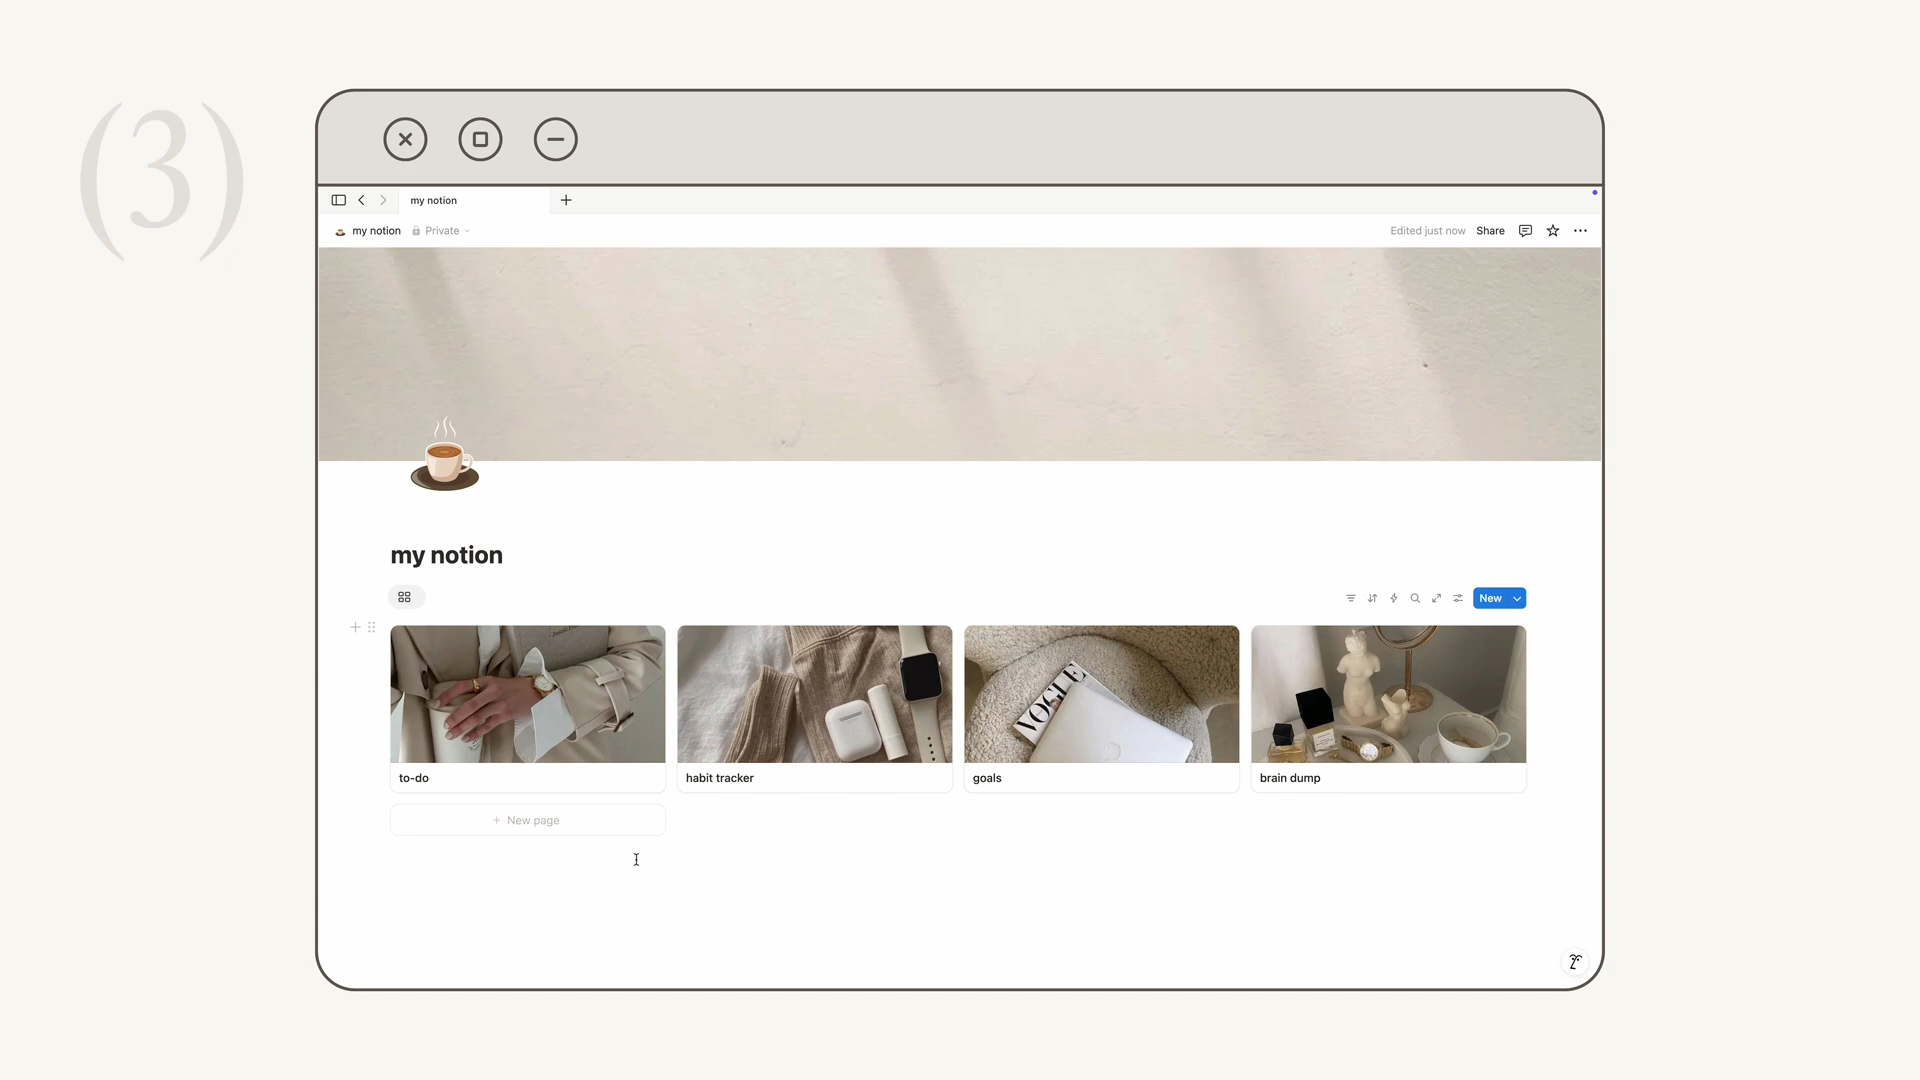 (3)
my notion
my notion Private
Edited just now Share
my notion
New
VOGUE
to-do
habit tracker
goals
brain dump
New page